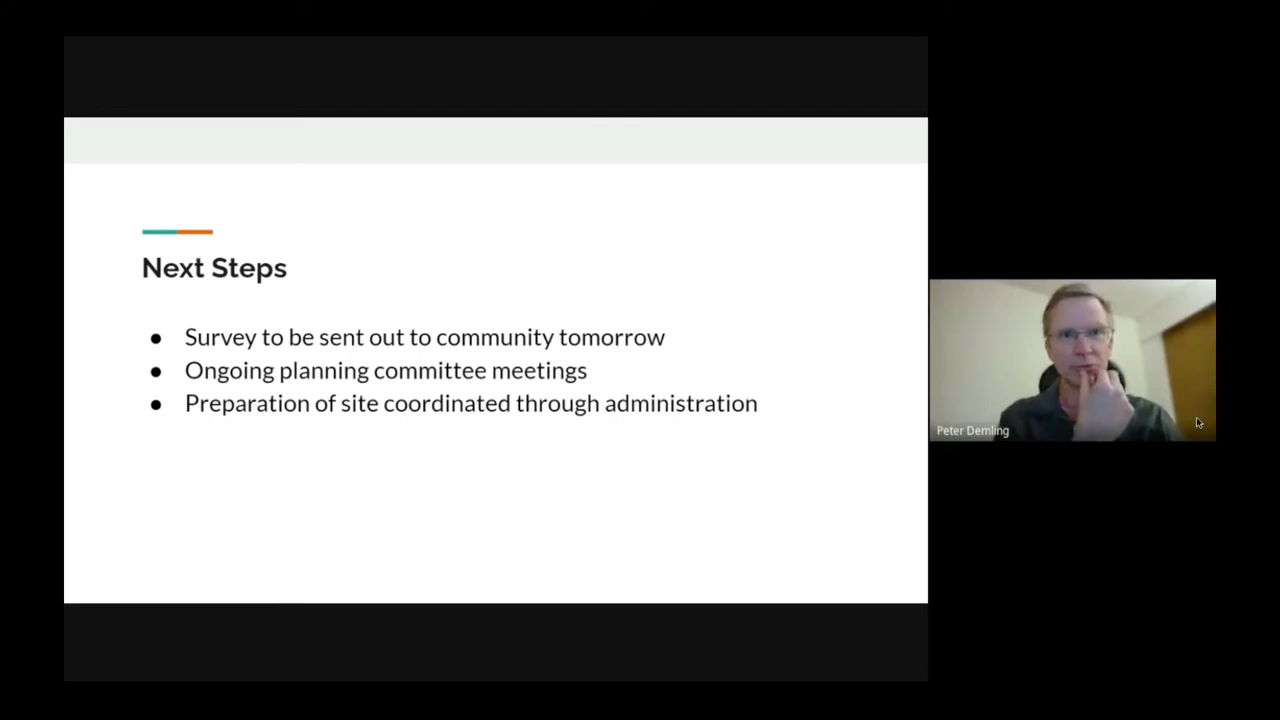 Next Steps
● Survey to be sent out to community tomorrow
● Ongoing planning committee meetings
● Preparation of site coordinated through administration
Peter Demling